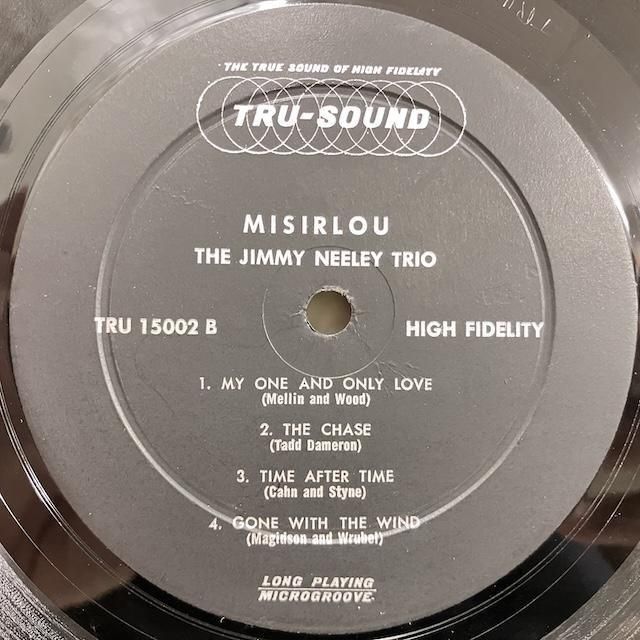 THE TRUE SOUND OF HIGH FIDELITY
TRU-SOUND
MISIRLOU
THE JIMMY NEELEY TRIO
TRU 15002 B HIGH FIDELITY
1. MY ONE AND ONLY LOVE
(Mellin and Wood)
2. THE CHASE
(Tadd Dameron)
3. TIME AFTER TIME
(Cahn and Styne)
4. GONE WITH THE WIND
(Magidson and Wrubel)
LONG PLAYING
MICROGROOVE